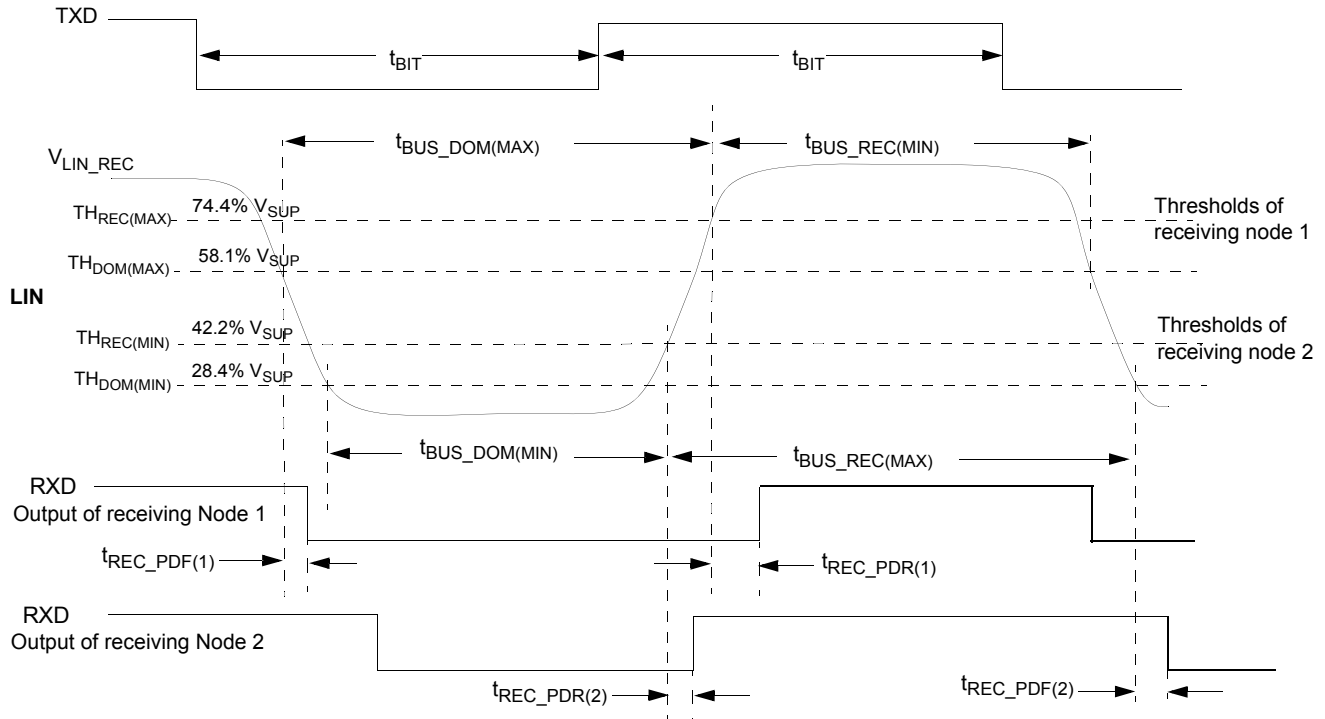 TXD
tBIT
tBIT
tBUS_DOM(MAX)
tBUS_REC(MIN)
VLIN_REC
THREC(MAX) 74.4% VSUP
Thresholds of
receiving node 1
THDOM(MAX) 58.1% VSUP
LIN
THREC(MIN) 42.2% VSUP
Thresholds of
receiving node 2
THDOM(MIN) 28.4% VSUP
tBUS_DOM(MIN)
tBUS_REC(MAX)
RXD
Output of receiving Node 1
tREC_PDF(1)
tREC_PDR(1)
RXD
Output of receiving Node 2
tREC_PDR(2)
tREC_PDF(2)